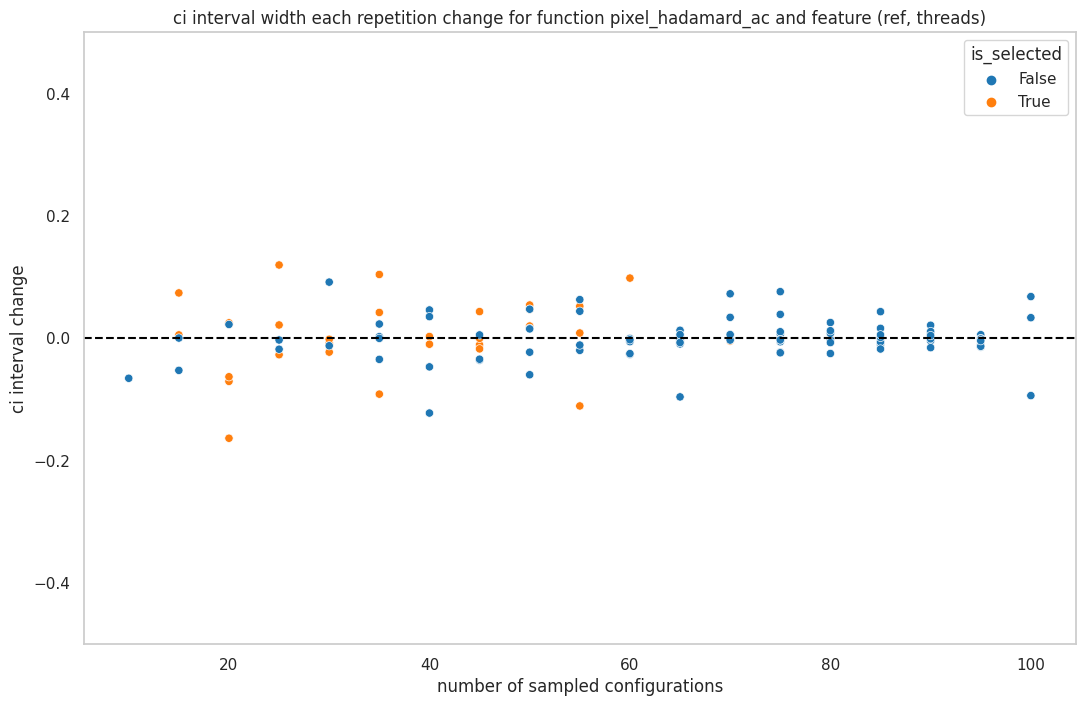 ci interval width each repetition change for function pixel_hadamard_ac and feature (ref, threads)
is_selected
False
True
0.4
0.2
0.0
−0.2
−0.4
ci interval change
20
40
60
80
100
number of sampled configurations